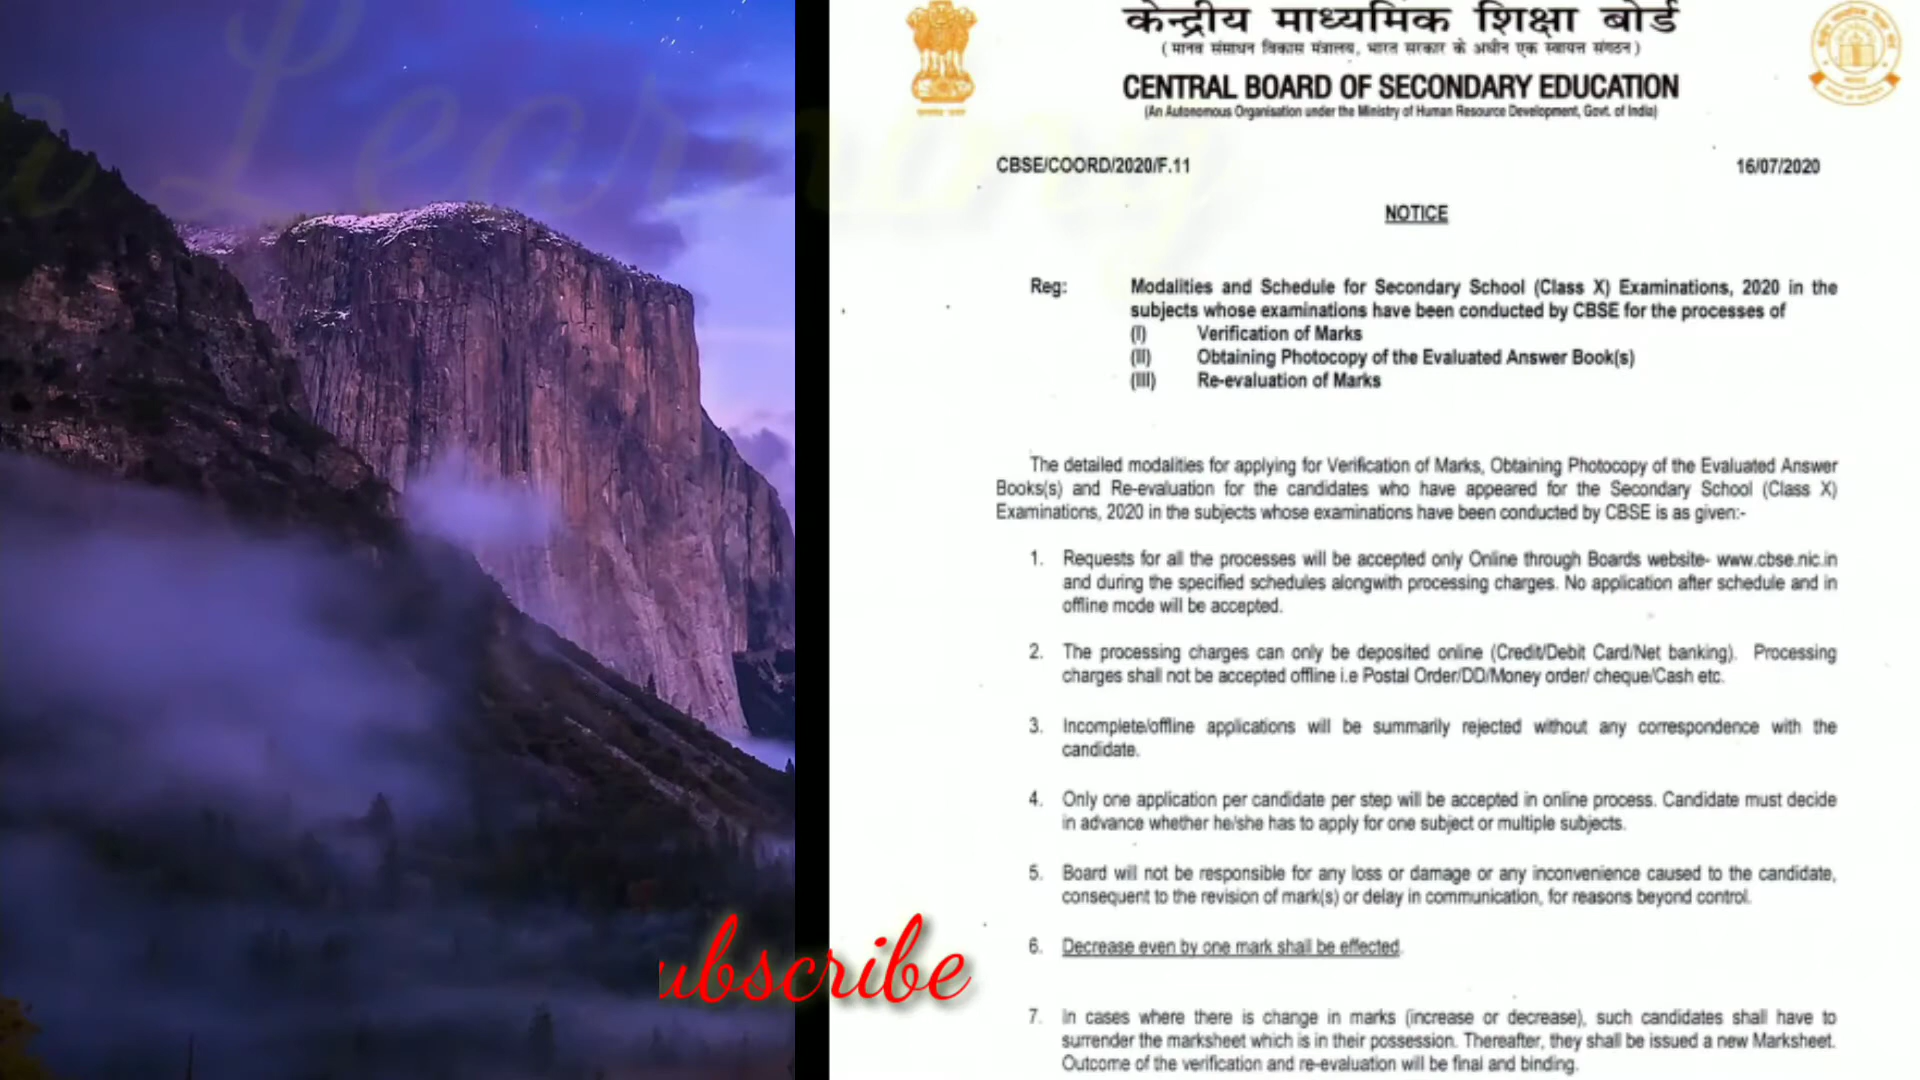 Learning
केन्द्रीय माध्यमिक शिक्षा बोर्ड
(मानव संसाधन विकास मंत्रालय, भारत सरकार के अधीन एक स्वायत्त संगठन)
CENTRAL BOARD OF SECONDARY EDUCATION
(An Autonomous Organisation under the Ministry of Human Resource Development, Govt. of India)
CBSE/COORD/2020/F.11 16/07/2020
NOTICE
Reg: Modalities and Schedule for Secondary School (Class X) Examinations, 2020 in the
subjects whose examinations have been conducted by CBSE for the processes of
(I) Verification of Marks
(II) Obtaining Photocopy of the Evaluated Answer Book(s)
(III) Re-evaluation of Marks
The detailed modalities for applying for Verification of Marks, Obtaining Photocopy of the Evaluated Answer
Books(s) and Re-evaluation for the candidates who have appeared for the Secondary School (Class X)
Examinations, 2020 in the subjects whose examinations have been conducted by CBSE is as given:-
1. Requests for all the processes will be accepted only Online through Boards website- www.cbse.nic.in
and during the specified schedules alongwith processing charges. No application after schedule and in
offline mode will be accepted.
2. The processing charges can only be deposited online (Credit/Debit Card/Net banking). Processing
charges shall not be accepted offline i.e Postal Order/DD/Money order/ cheque/Cash etc.
3. Incomplete/offline applications will be summarily rejected without any correspondence with the
candidate.
4. Only one application per candidate per step will be accepted in online process. Candidate must decide
in advance whether he/she has to apply for one subject or multiple subjects.
5. Board will not be responsible for any loss or damage or any inconvenience caused to the candidate,
consequent to the revision of mark(s) or delay in communication, for reasons beyond control.
6. Decrease even by one mark shall be effected.
ubscribe
7. In cases where there is change in marks (increase or decrease), such candidates shall have to
surrender the marksheet which is in their possession. Thereafter, they shall be issued a new Marksheet.
Outcome of the verification and re-evaluation will be final and binding.